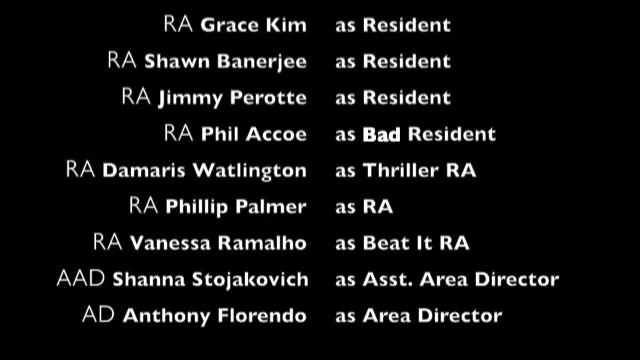 RA Grace Kim as Resident
RA Shawn Banerjee as Resident
RA Jimmy Perotte as Resident
RA Phil Accoe as Bad Resident
RA Damaris Watlington as Thriller RA
RA Phillip Palmer as RA
RA Vanessa Ramalho as Beat It RA
AAD Shanna Stojakovich as Asst. Area Director
AD Anthony Florendo as Area Director